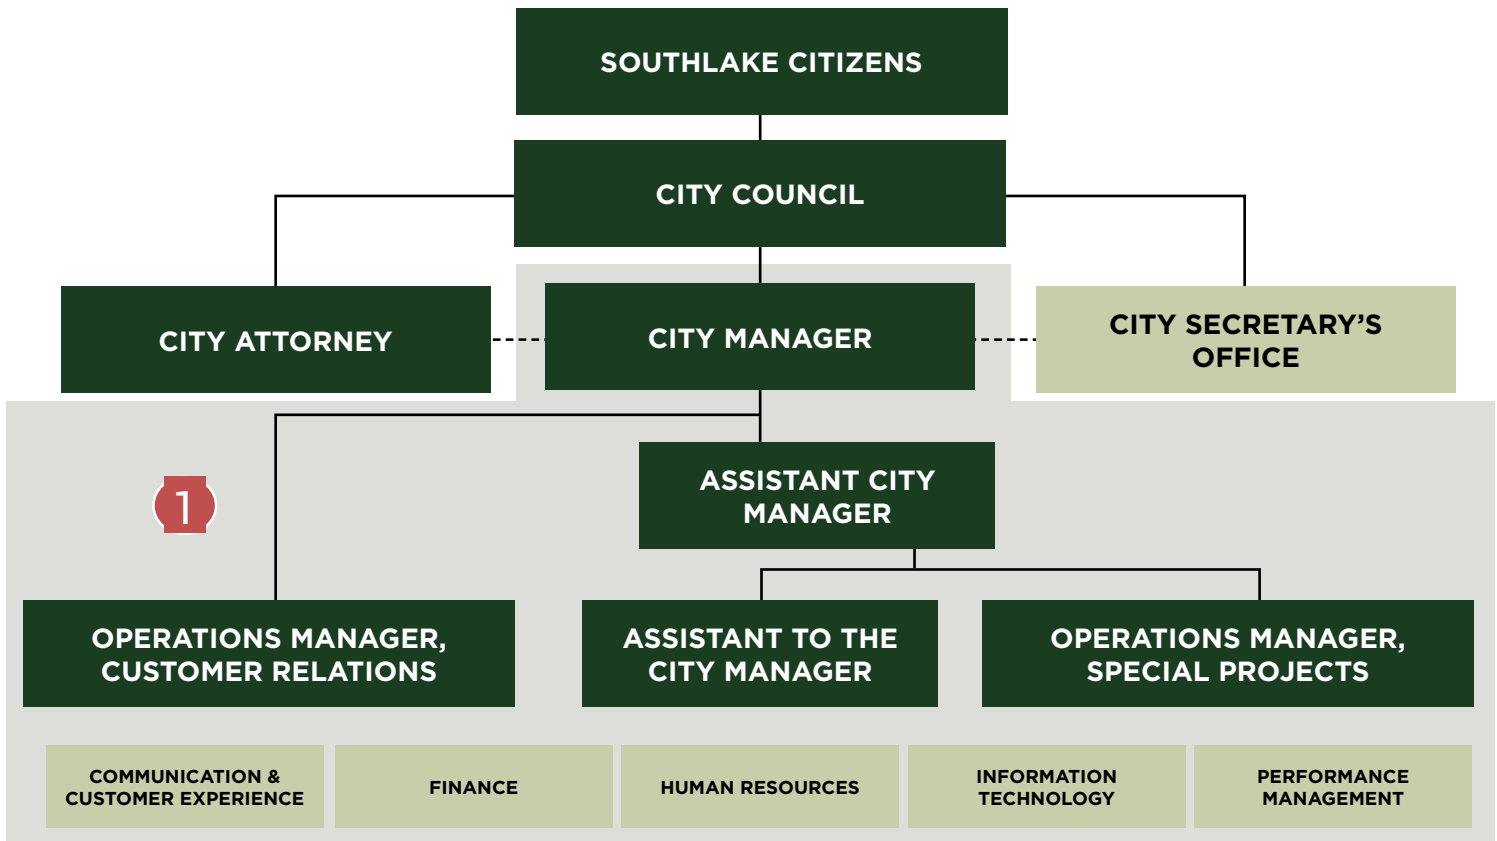 SOUTHLAKE CITIZENS
CITY COUNCIL
CITY ATTORNEY
CITY MANAGER
CITY SECRETARY’S
OFFICE
ASSISTANT CITY
MANAGER
1
OPERATIONS MANAGER,
CUSTOMER RELATIONS
ASSISTANT TO THE
CITY MANAGER
OPERATIONS MANAGER,
SPECIAL PROJECTS
COMMUNICATION &
CUSTOMER EXPERIENCE
FINANCE
HUMAN RESOURCES
INFORMATION
TECHNOLOGY
PERFORMANCE
MANAGEMENT